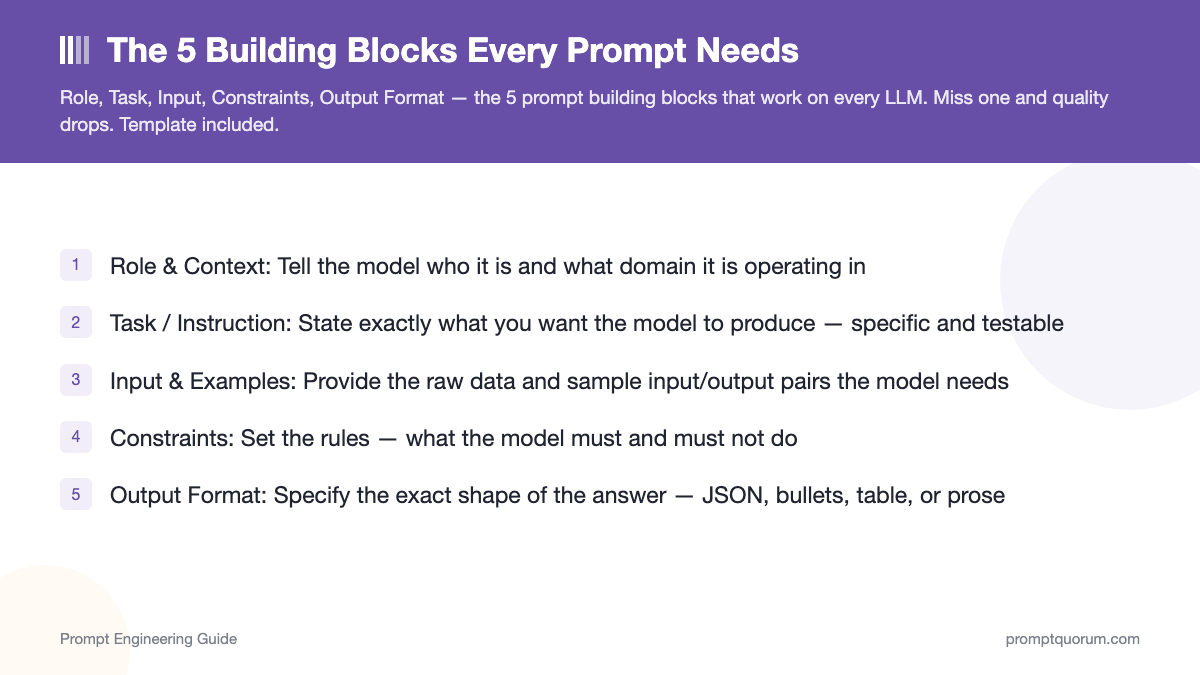 The 5 Building Blocks Every Prompt Needs
Role, Task, Input, Constraints, Output Format — the 5 prompt building blocks that work on every LLM. Miss one and quality
drops. Template included.
1 Role & Context: Tell the model who it is and what domain it is operating in
2 Task / Instruction: State exactly what you want the model to produce — specific and testable
3 Input & Examples: Provide the raw data and sample input/output pairs the model needs
4 Constraints: Set the rules — what the model must and must not do
5 Output Format: Specify the exact shape of the answer — JSON, bullets, table, or prose
Prompt Engineering Guide
promptquorum.com